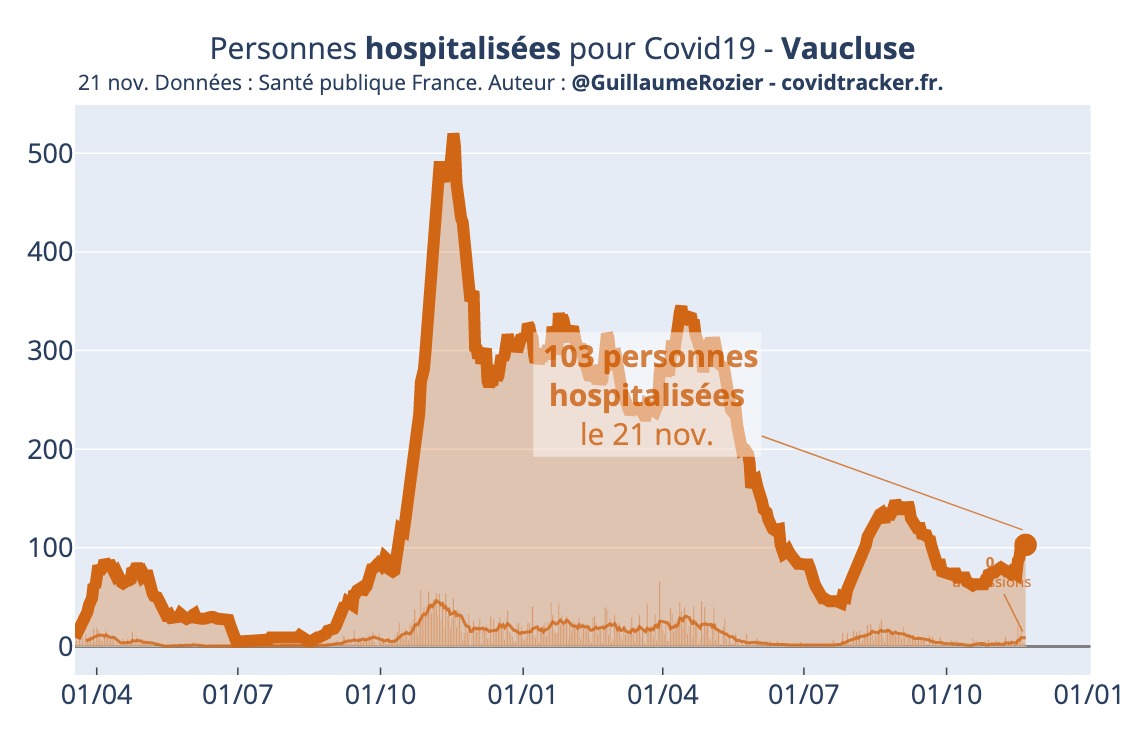 Personnes hospitalisées pour Covid19 - Vaucluse
21 nov. Données : Santé publique France. Auteur : @GuillaumeRozier - covidtracker.fr.
500
400
300
200
100
0
103 personnes
hospitalisées
le 21 nov.
0
admissions
01/04 01/07 01/10 01/01 01/04 01/07 01/10 01/01